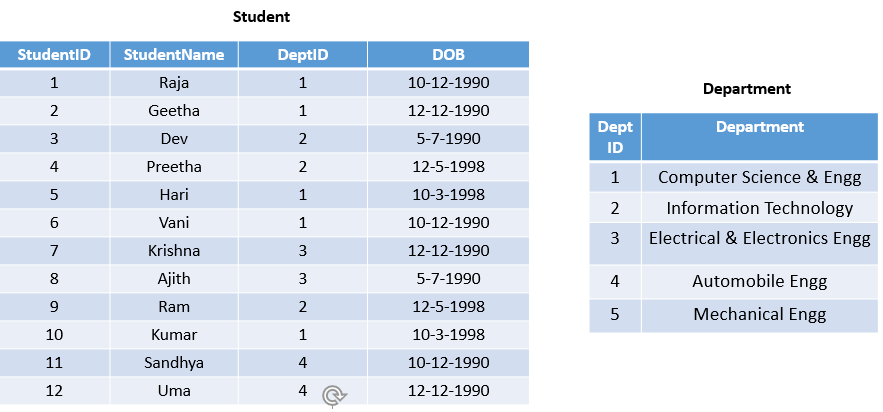 Student
StudentID StudentName DeptID DOB
1 Raja 1 10-12-1990
2 Geetha 1 12-12-1990
3 Dev 2 5-7-1990
4 Preetha 2 12-5-1998
5 Hari 1 10-3-1998
6 Vani 1 10-12-1990
7 Krishna 3 12-12-1990
8 Ajith 3 5-7-1990
9 Ram 2 12-5-1998
10 Kumar 1 10-3-1998
11 Sandhya 4 10-12-1990
12 Uma 4 12-12-1990
Department
Dept Department
ID
1 Computer Science & Engg
2 Information Technology
3 Electrical & Electronics Engg
4 Automobile Engg
5 Mechanical Engg